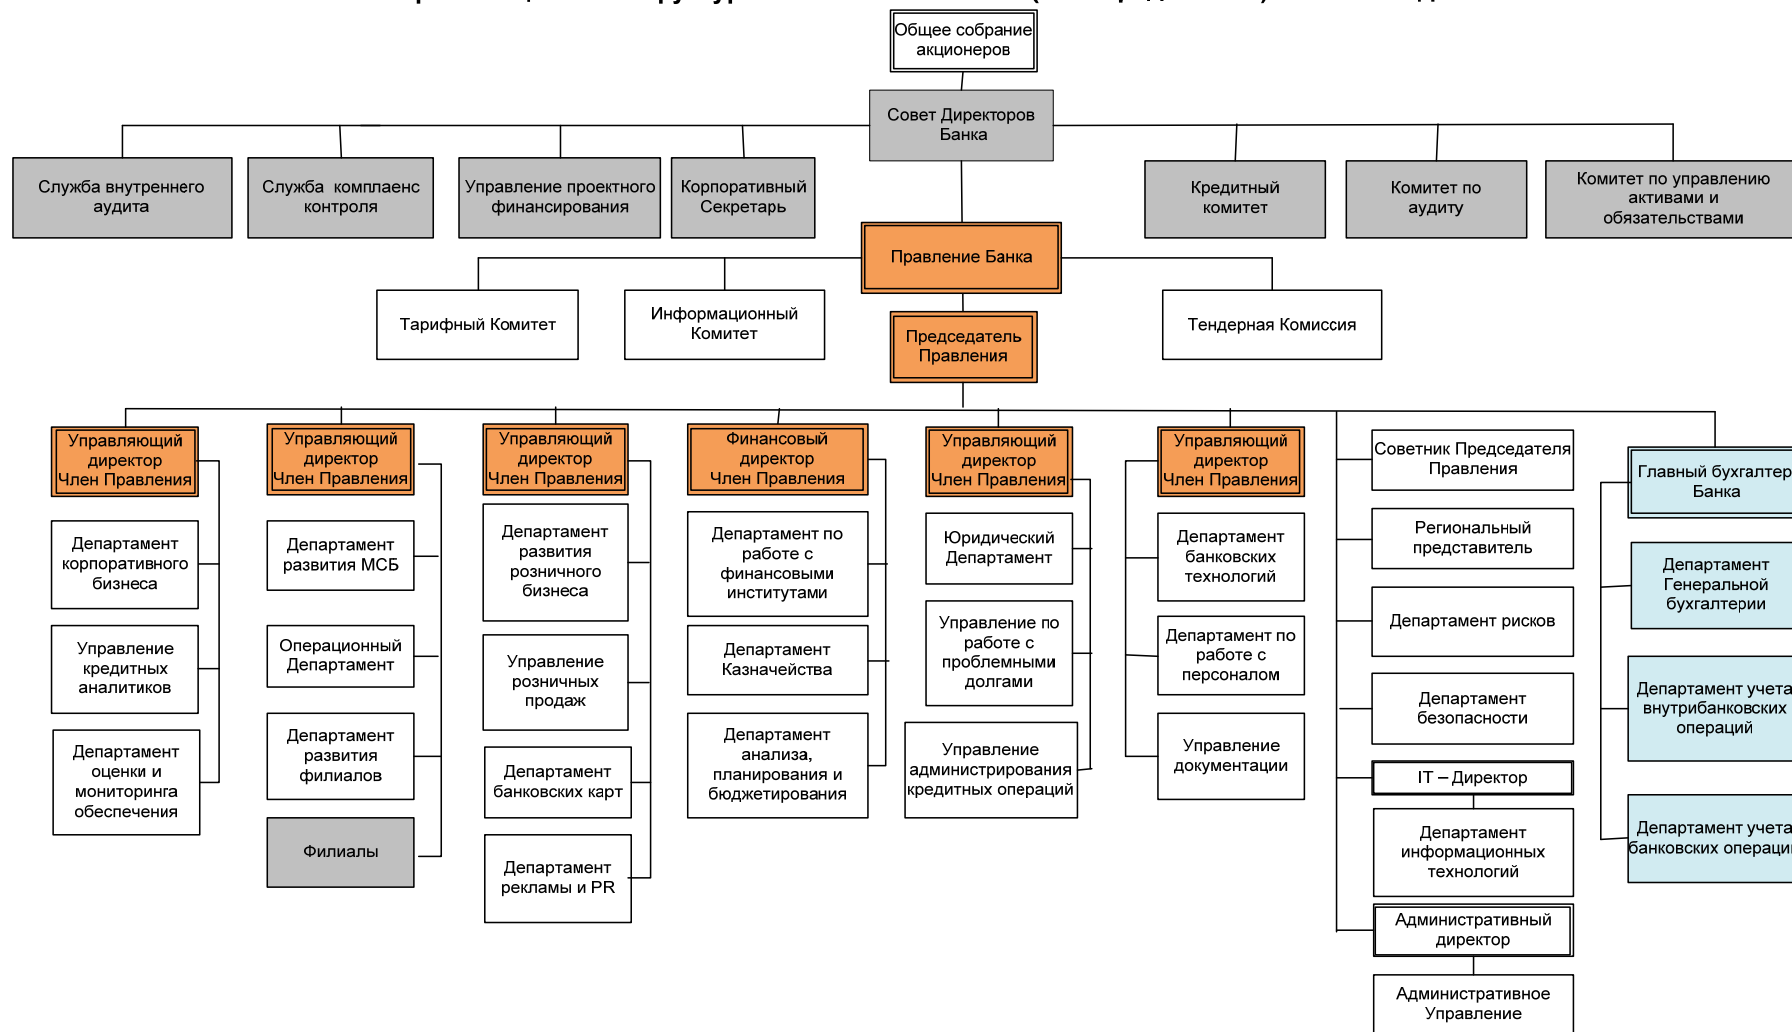 Общее собрание
акционеров
Совет Директоров
Банка
Служба внутреннего
аудита
Служба комплаенс
контроля
Управление проектного
финансирования
Корпоративный
Секретарь
Кредитный
комитет
Комитет по
аудиту
Комитет по управлению
активами и
обязательствами
Правление Банка
Тарифный Комитет
Информационный
Комитет
Тендерная Комиссия
Председатель
Правления
Управляющий
директор
Член Правления
Департамент
корпоративного
бизнеса
Управление
кредитных
аналитиков
Департамент
оценки и
мониторинга
обеспечения
Управляющий
директор
Член Правления
Департамент
развития МСБ
Операционный
Департамент
Департамент
развития
филиалов
Филиалы
Управляющий
директор
Член Правления
Департамент
развития
розничного
бизнеса
Управление
розничных
продаж
Департамент
банковских карт
Департамент
рекламы и PR
Финансовый
директор
Член Правления
Департамент по
работе с
финансовыми
институтами
Департамент
Казначейства
Департамент
анализа,
планирования и
бюджетирования
Управляющий
директор
Член Правления
Юридический
Департамент
Управление по
работе с
проблемными
долгами
Управление
администрирования
кредитных операций
Управляющий
директор
Член Правления
Департамент
банковских
технологий
Департамент по
работе с
персоналом
Управление
документации
Советник Председателя
Правления
Региональный
представитель
Департамент рисков
Департамент
безопасности
IT – Директор
Департамент
информационных
технологий
Административный
директор
Административное
Управление
Главный бухгалтер
Банка
Департамент
Генеральной
бухгалтерии
Департамент учета
внутрибанковских
операций
Департамент учета
банковских